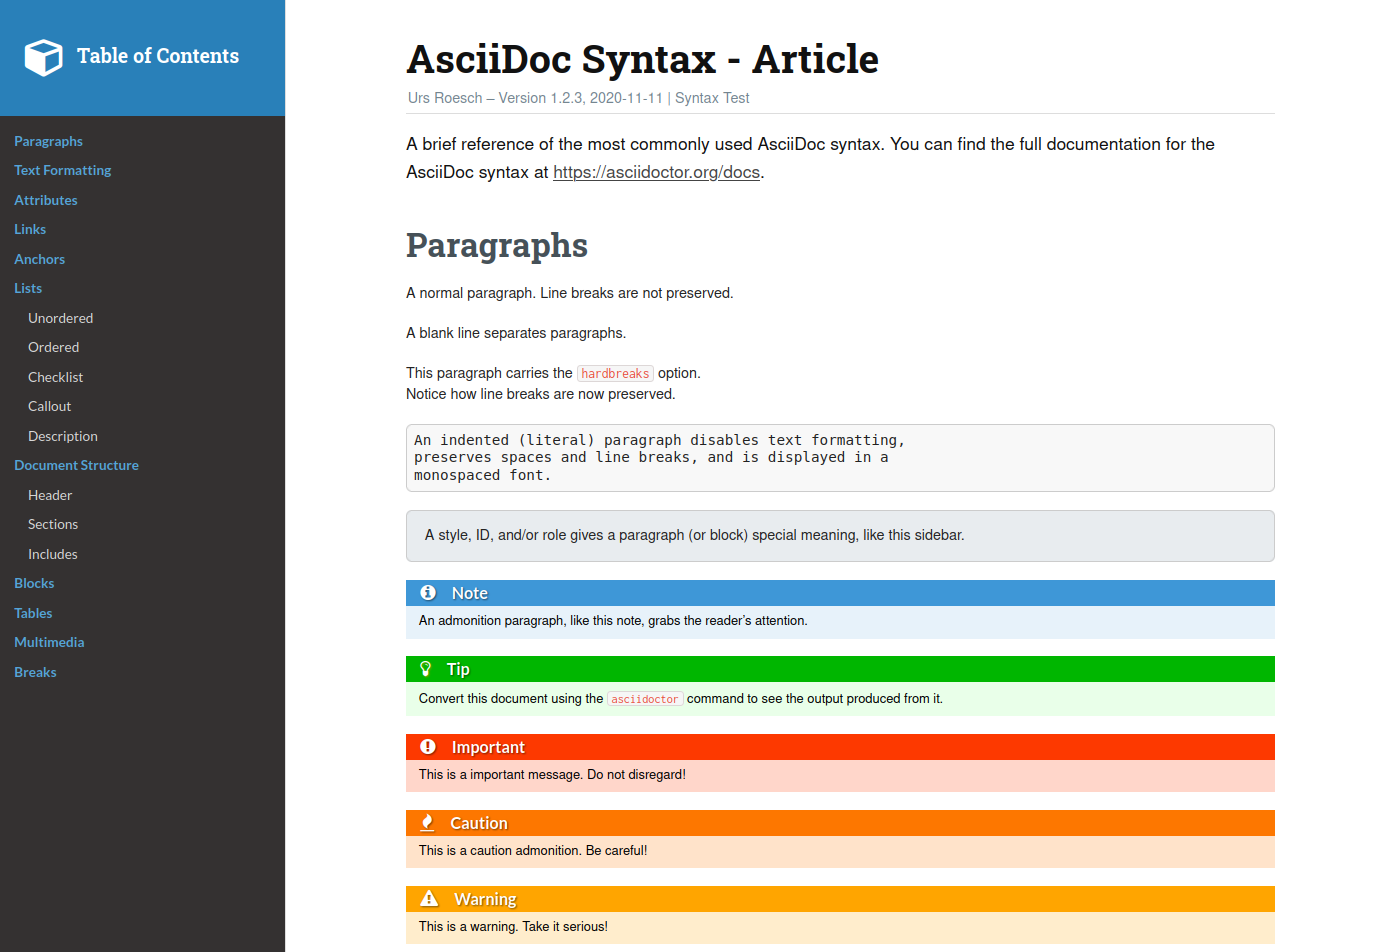 Table of Contents
Paragraphs
Text Formatting
Attributes
Links
Anchors
Lists
Unordered
Ordered
Checklist
Callout
Description
Document Structure
Header
Sections
Includes
Blocks
Tables
Multimedia
Breaks
AsciiDoc Syntax - Article
Urs Roesch – Version 1.2.3, 2020-11-11 | Syntax Test
A brief reference of the most commonly used AsciiDoc syntax. You can find the full documentation for the
AsciiDoc syntax at https://asciidoctor.org/docs.
Paragraphs
A normal paragraph. Line breaks are not preserved.
A blank line separates paragraphs.
This paragraph carries the hardbreaks option.
Notice how line breaks are now preserved.
An indented (literal) paragraph disables text formatting,
preserves spaces and line breaks, and is displayed in a
monospaced font.
A style, ID, and/or role gives a paragraph (or block) special meaning, like this sidebar.
Note
An admonition paragraph, like this note, grabs the reader’s attention.
Tip
Convert this document using the asciidoctor command to see the output produced from it.
Important
This is a important message. Do not disregard!
Caution
This is a caution admonition. Be careful!
Warning
This is a warning. Take it serious!